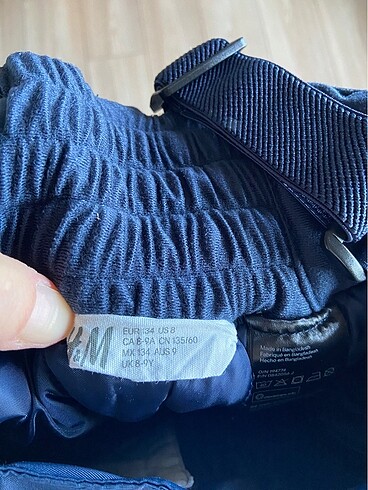 H&M
EUR 134 US 8
CA 8-9A CN 135/60
MX 134 AUS 9
UK 8-9Y
Made in Bangladesh
Fabriqué en Bangladesh
Hecho en Bangladesh